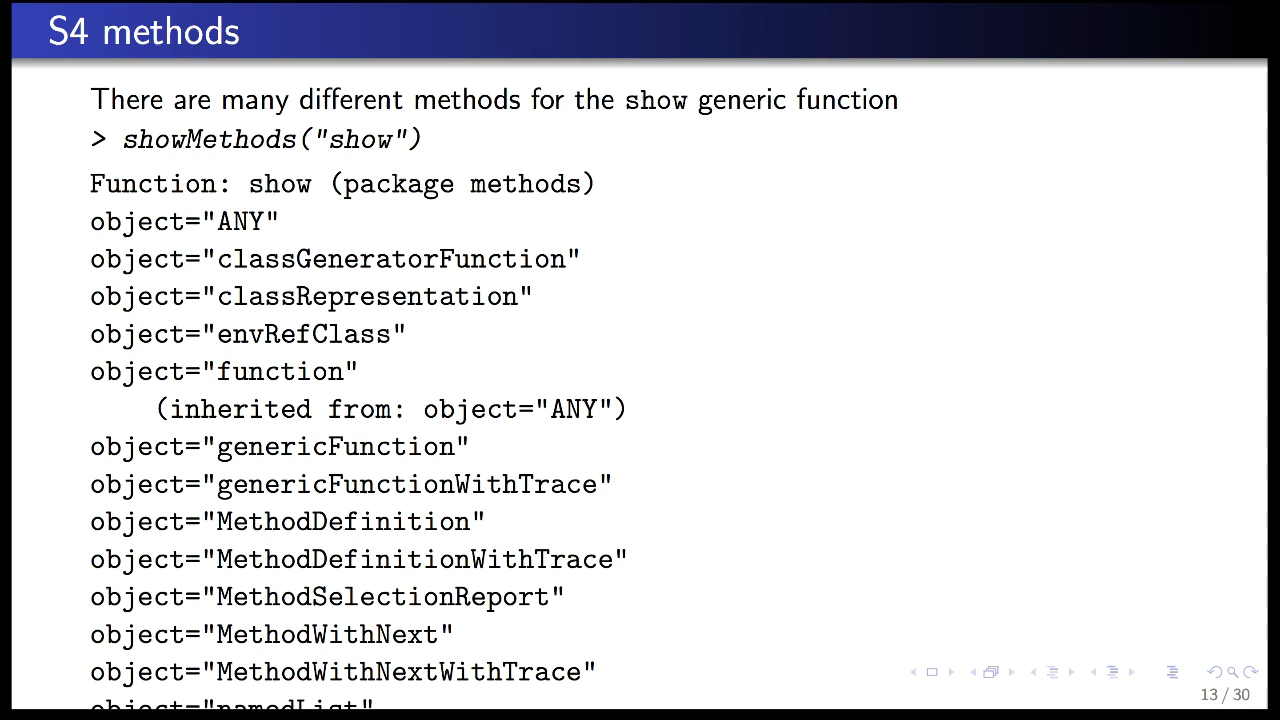 S4 methods
There are many different methods for the show generic function
> showMethods("show")
Function: show (package methods)
object="ANY"
object="classGeneratorFunction"
object="classRepresentation"
object="envRefClass"
object="function"
    (inherited from: object="ANY")
object="genericFunction"
object="genericFunctionWithTrace"
object="MethodDefinition"
object="MethodDefinitionWithTrace"
object="MethodSelectionReport"
object="MethodWithNext"
object="MethodWithNextWithTrace"
object="namedList"
13 / 30